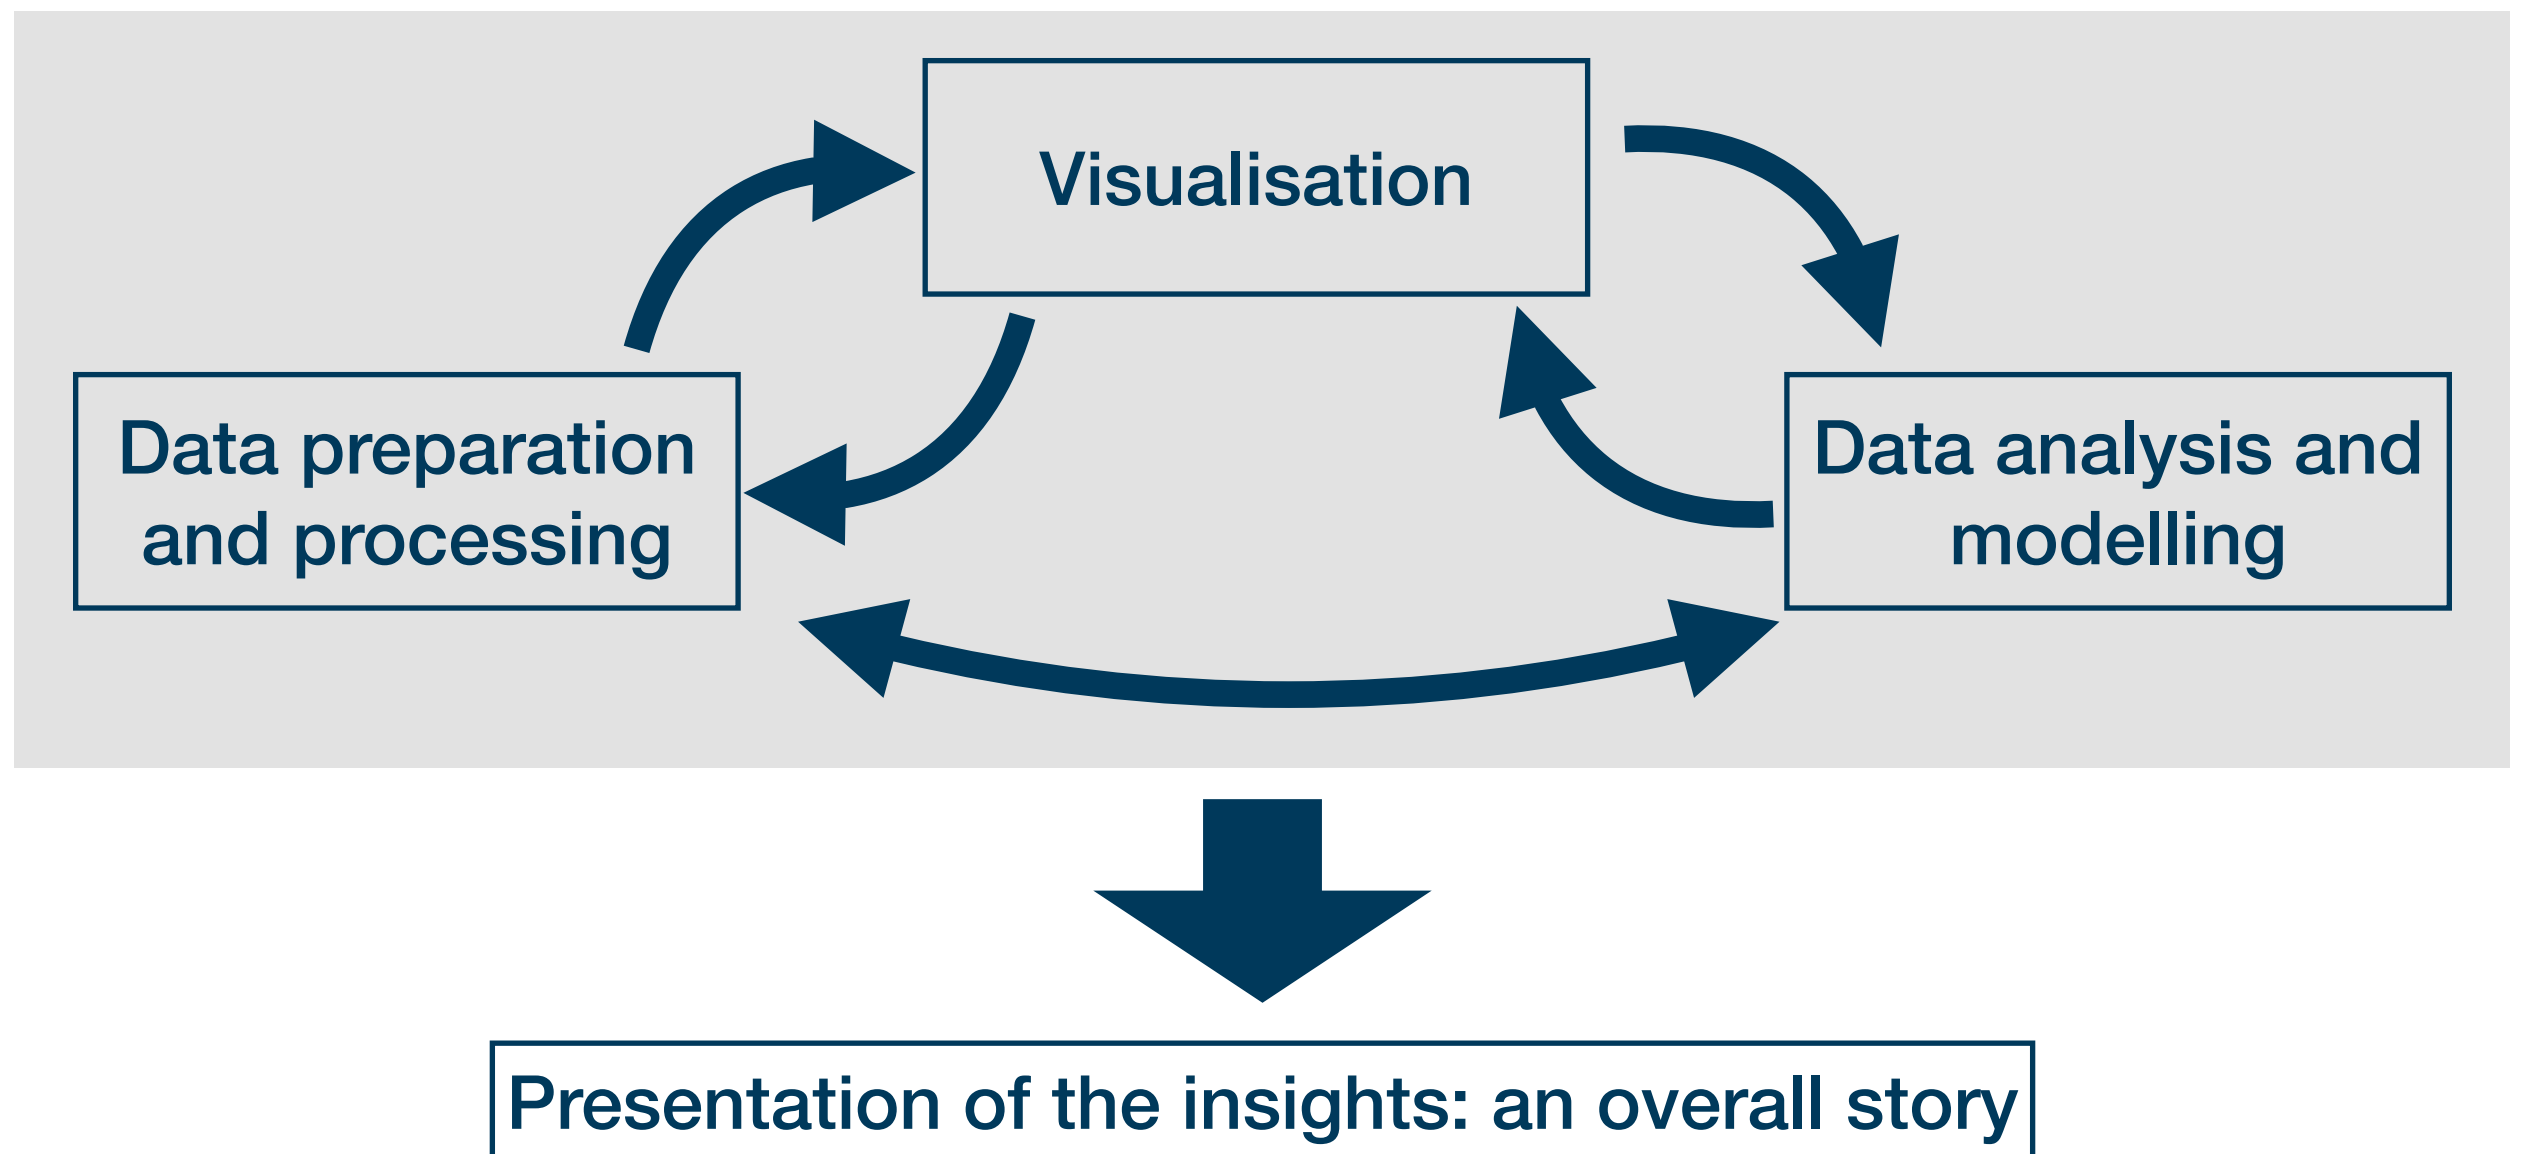 Visualisation
Data preparation
and processing
Data analysis and
modelling
Presentation of the insights: an overall story